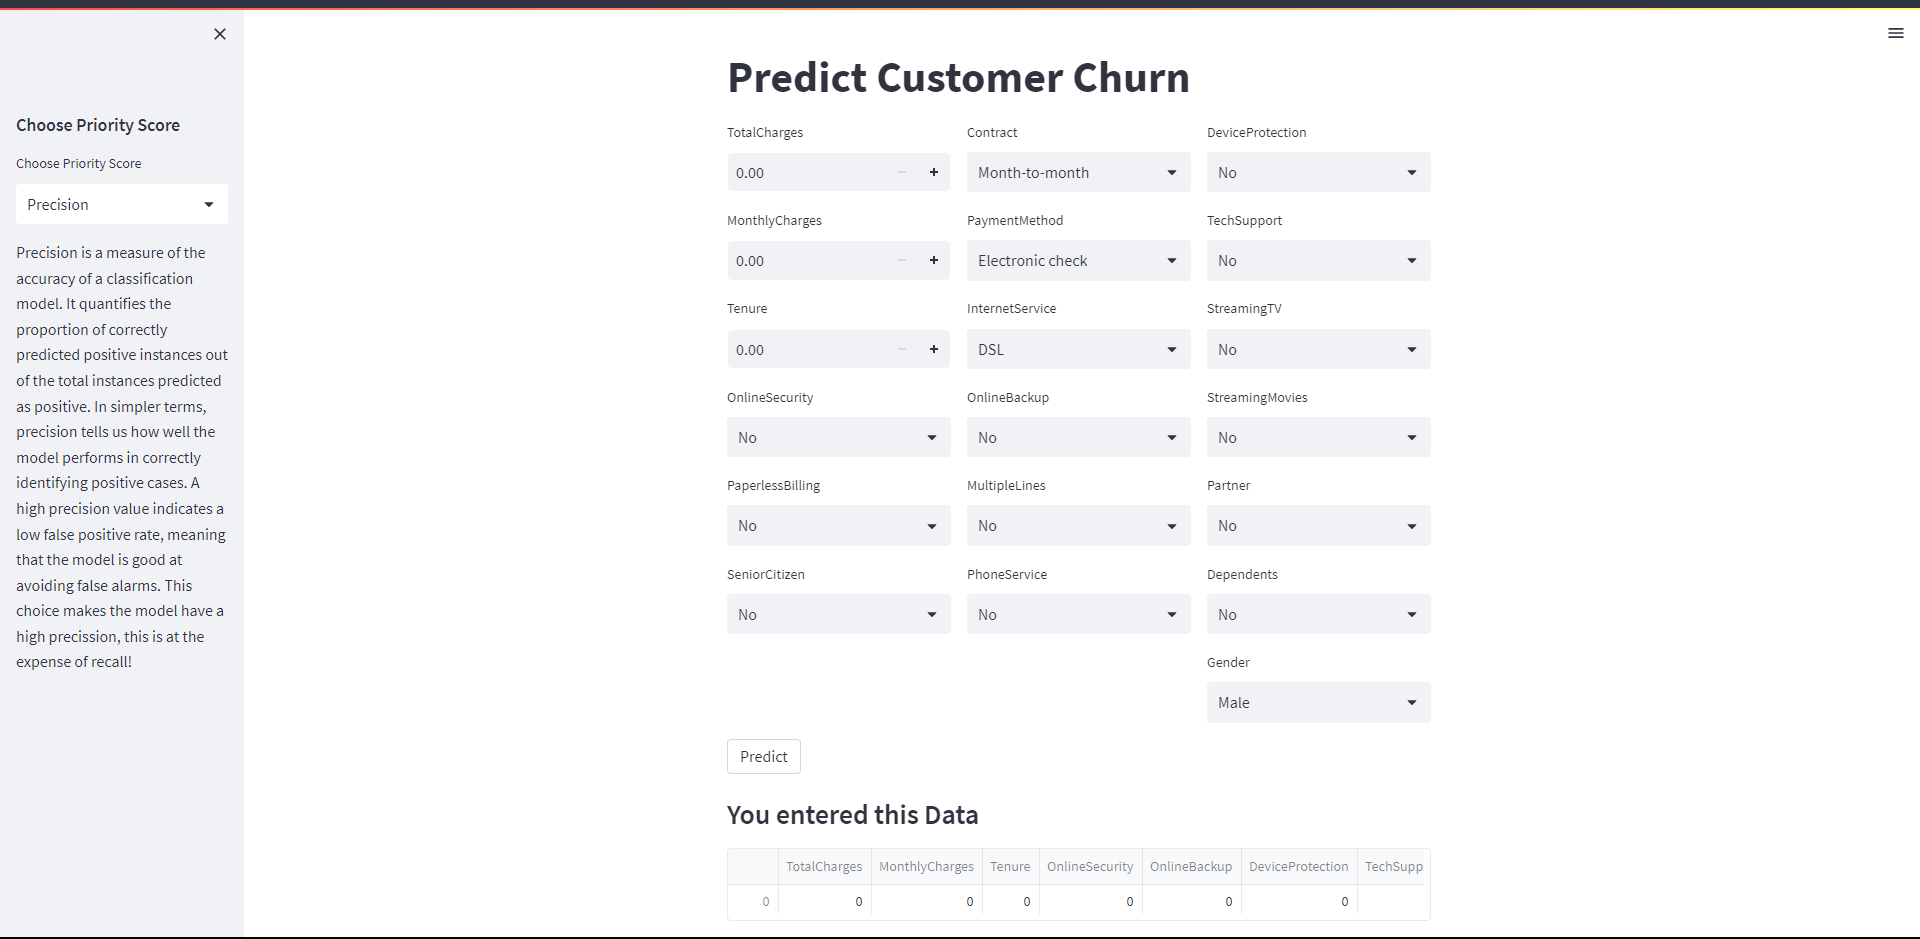 Choose Priority Score
Choose Priority Score
Precision
Precision is a measure of the
accuracy of a classification
model. It quantifies the
proportion of correctly
predicted positive instances out
of the total instances predicted
as positive. In simpler terms,
precision tells us how well the
model performs in correctly
identifying positive cases. A
high precision value indicates a
low false positive rate, meaning
that the model is good at
avoiding false alarms. This
choice makes the model have a
high precission, this is at the
expense of recall!
Predict Customer Churn
TotalCharges Contract DeviceProtection
0.00 Month-to-month No
MonthlyCharges PaymentMethod TechSupport
0.00 Electronic check No
Tenure InternetService StreamingTV
0.00 DSL No
OnlineSecurity OnlineBackup StreamingMovies
No No No
PaperlessBilling MultipleLines Partner
No No No
SeniorCitizen PhoneService Dependents
No No No
Gender
Male
Predict
You entered this Data
TotalCharges MonthlyCharges Tenure OnlineSecurity OnlineBackup DeviceProtection TechSupp
0 0 0 0 0 0 0